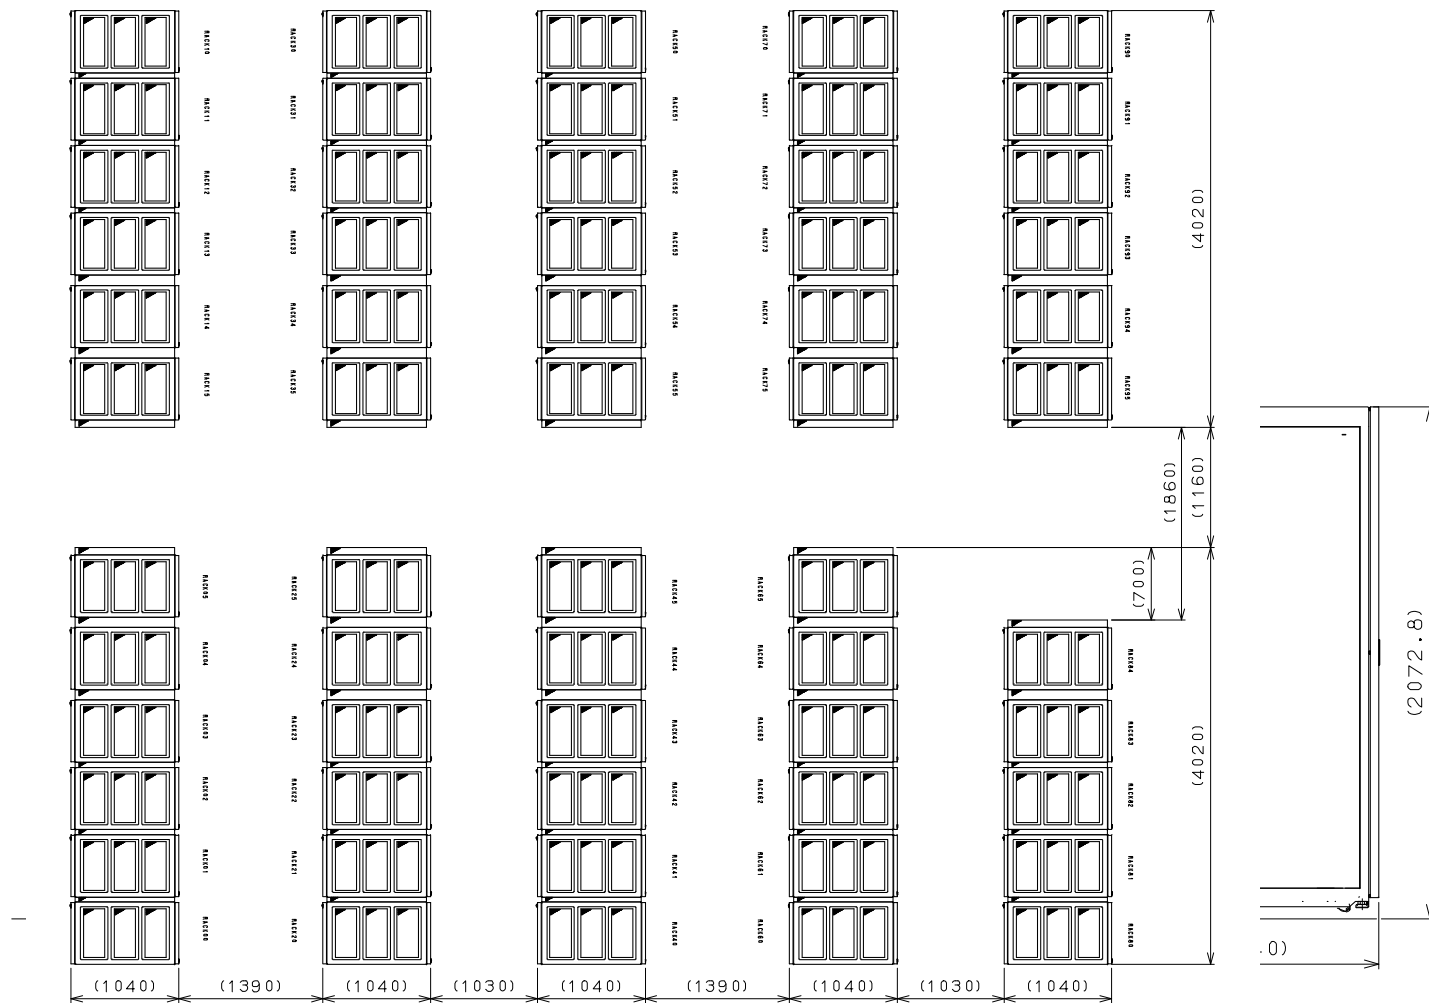 RACK10 RACK30 RACK50 RACK70 RACK90
RACK11 RACK31 RACK51 RACK71 RACK91
RACK12 RACK32 RACK52 RACK72 RACK92
RACK13 RACK33 RACK53 RACK73 RACK93
(4020)
RACK14 RACK34 RACK54 RACK74 RACK94
RACK15 RACK35 RACK55 RACK75 RACK95
(1860) (1160)
RACK05 RACK25 RACK45 RACK65
(700)
RACK04 RACK24 RACK44 RACK64 RACK84
(2072.8)
RACK03 RACK23 RACK43 RACK63 RACK83
(4020)
RACK02 RACK22 RACK42 RACK62 RACK82
RACK01 RACK21 RACK41 RACK61 RACK81
RACK00 RACK20 RACK40 RACK60 RACK80
.0)
(1040) (1390) (1040) (1030) (1040) (1390) (1040) (1030) (1040)